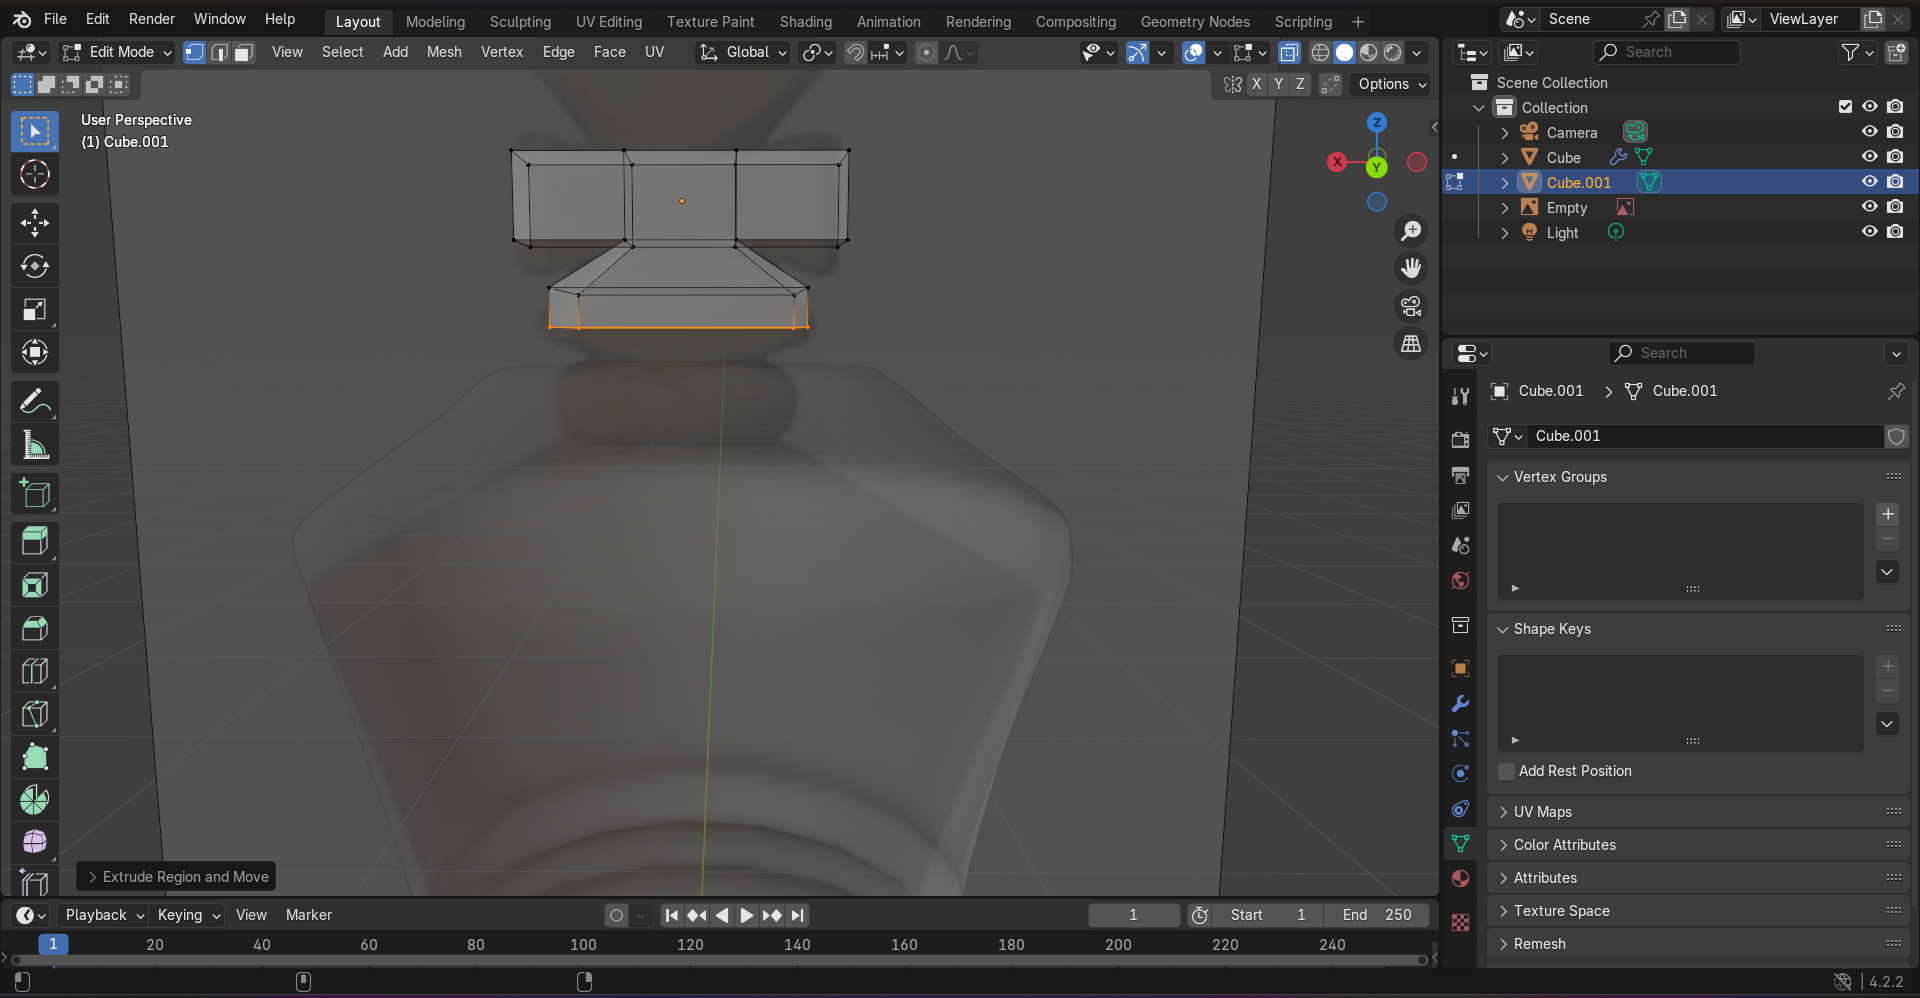 File Edit Render Window Help Layout Modeling Sculpting UV Editing Texture Paint Shading Animation Rendering Compositing Geometry Nodes Scripting + Scene ViewLayer
Edit Mode View Select Add Mesh Vertex Edge Face UV Global Search
X Y Z Options
Scene Collection
Collection
User Perspective
(1) Cube.001
Z
X
Y
Camera
Cube
Cube.001
Empty
Light
Search
Cube.001 > Cube.001
Cube.001
Vertex Groups
Shape Keys
Add Rest Position
UV Maps
Color Attributes
Attributes
Texture Space
Remesh
Extrude Region and Move
Playback Keying View Marker 1 Start 1 End 250
1 20 40 60 80 100 120 140 160 180 200 220 240
4.2.2